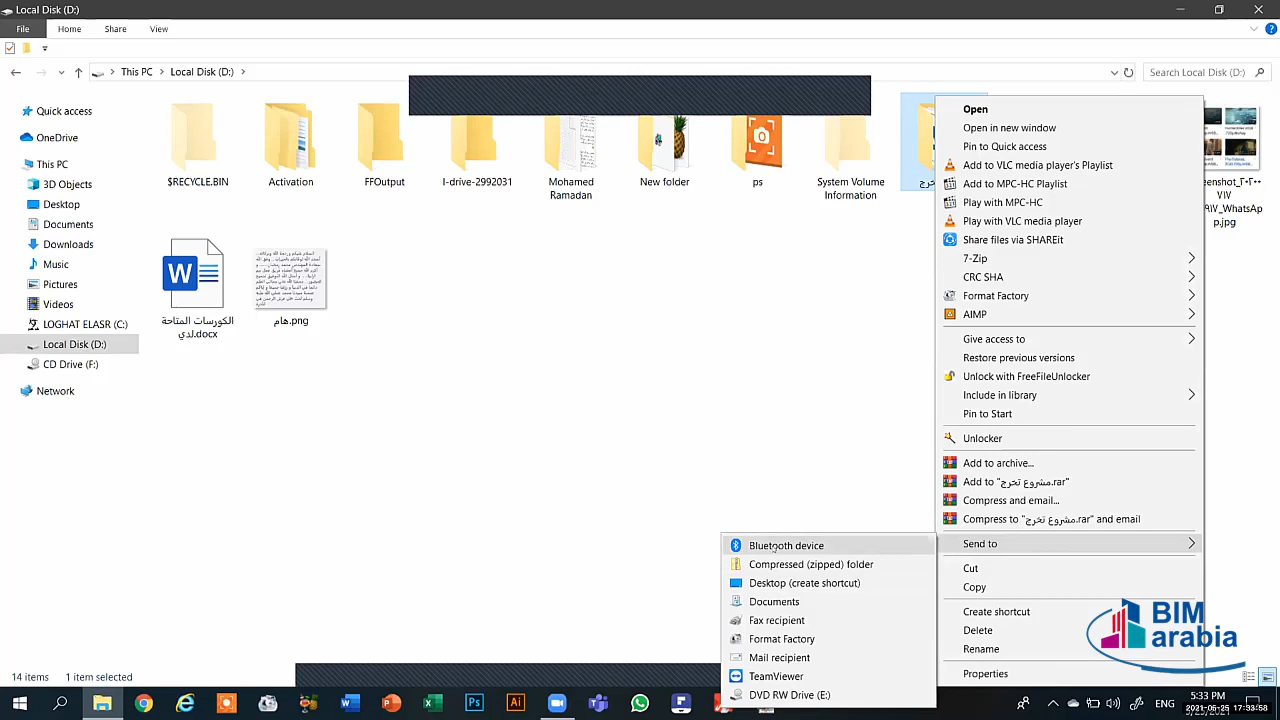 Local Disk (D:)
File Home Share View
This PC > Local Disk (D:) >
Search Local Disk (D:)
Quick access
OneDrive
This PC
3D Objects
Desktop
Documents
Downloads
Music
Pictures
Videos
LOGHAT ELASR (C:)
Local Disk (D:)
CD Drive (F:)
Network
$RECYCLE.BIN
Activation
FFOutput
I-drive-2992031
Mohamed
Ramadan
New folder
ps
System Volume
Information
p.jpg
الكورسات المتاحة
لدي.docx
هام.png
Open
Open in new window
Pin to Quick access
Add to VLC media player's Playlist
Add to MPC-HC Playlist
Play with MPC-HC
Play with VLC media player
Share files via SHAREit
7-Zip
CRC SHA
Format Factory
AIMP
Give access to
Restore previous versions
Unlock with FreeFileUnlocker
Include in library
Pin to Start
Unlocker
Add to archive...
Add to "مشروع تخرج.rar"
Compress and email...
Compress to "مشروع تخرج.rar" and email
Send to
Cut
Copy
Create shortcut
Delete
Rename
Properties
Bluetooth device
Compressed (zipped) folder
Desktop (create shortcut)
Documents
Fax recipient
Format Factory
Mail recipient
TeamViewer
DVD RW Drive (E:)
BIM
arabia
14 items 1 item selected
5:33 PM